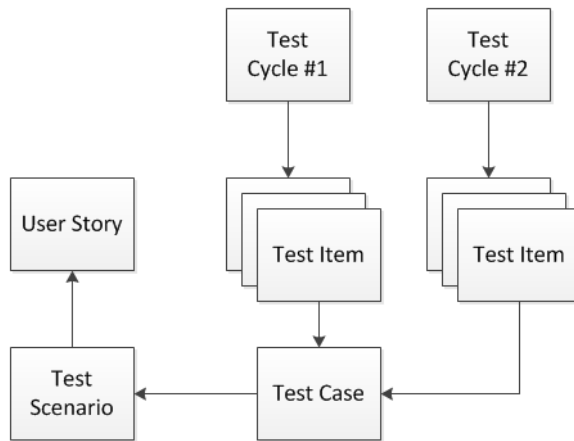 Test
Cycle #1
Test
Cycle #2
User Story
Test Item
Test Item
Test
Scenario
Test Case